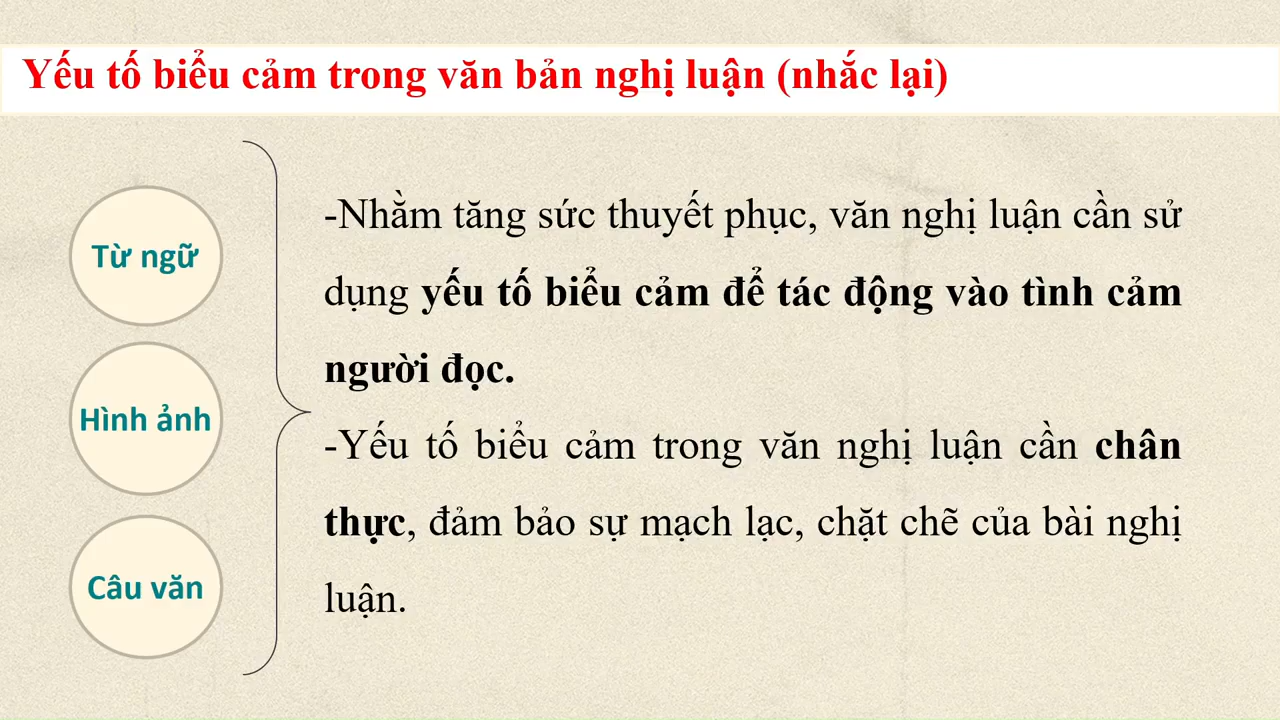 Yếu tố biểu cảm trong văn bản nghị luận (nhắc lại)
Từ ngữ
Hình ảnh
Câu văn
-Nhằm tăng sức thuyết phục, văn nghị luận cần sử
dụng yếu tố biểu cảm để tác động vào tình cảm
người đọc.
-Yếu tố biểu cảm trong văn nghị luận cần chân
thực, đảm bảo sự mạch lạc, chặt chẽ của bài nghị
luận.